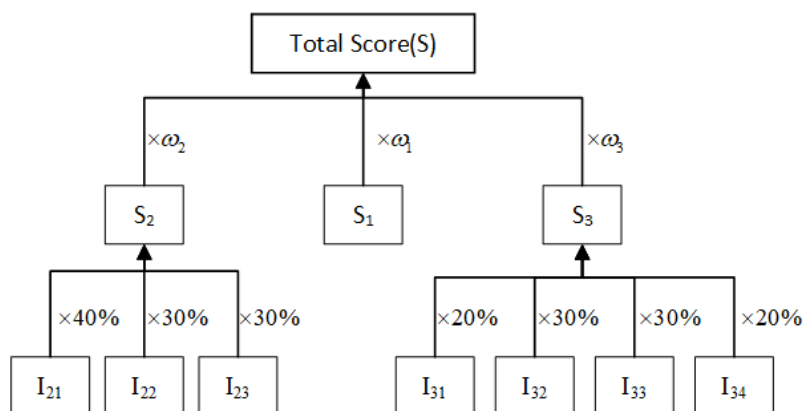 Total Score(S)
×ω₂ ×ω₁ ×ω₃
S₂ S₁ S₃
×40% ×30% ×30% ×20% ×30% ×30% ×20%
I₂₁ I₂₂ I₂₃ I₃₁ I₃₂ I₃₃ I₃₄